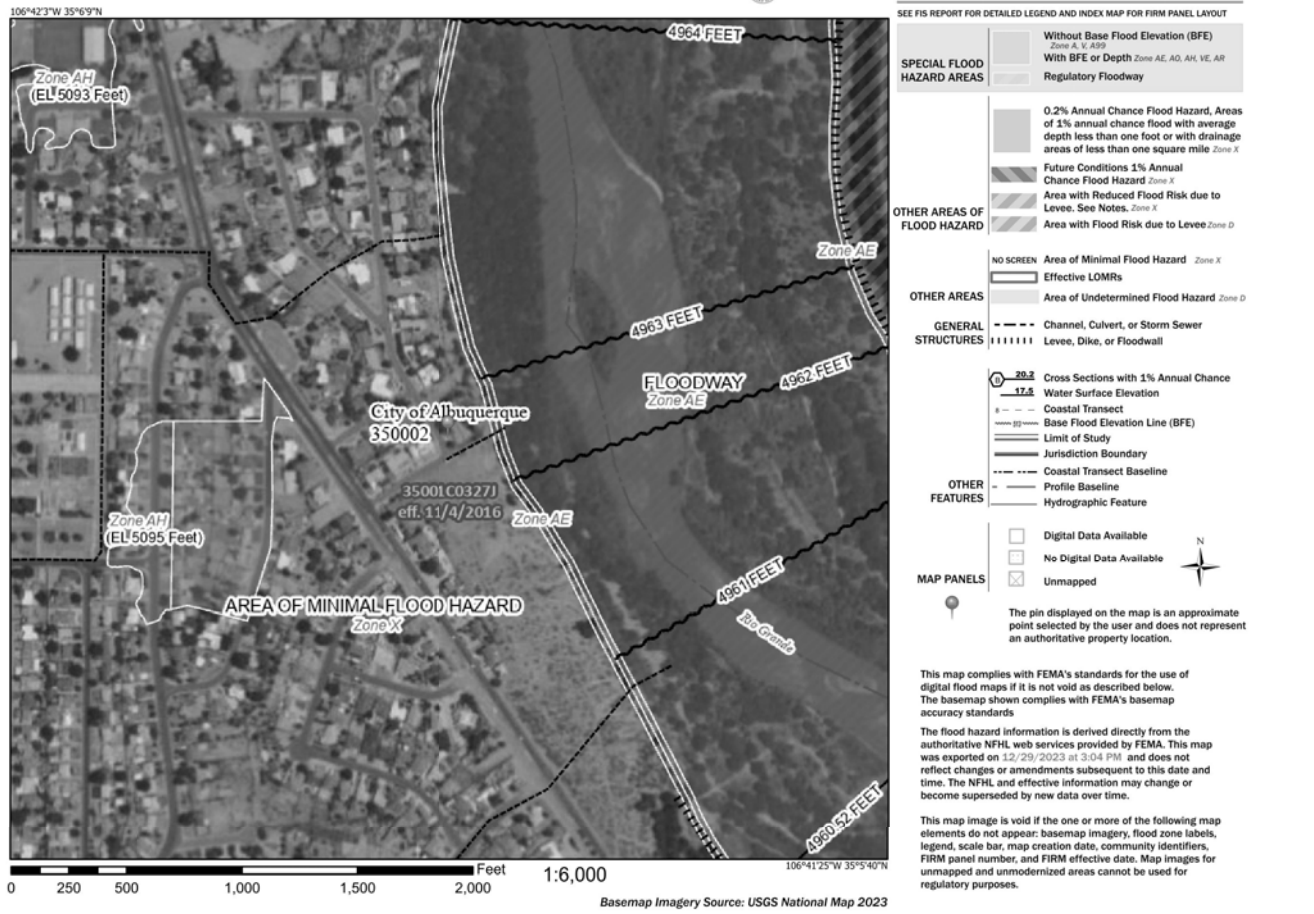 106°42'3"W 35°6'9"N
4964 FEET
Zone AH
(EL 5093 Feet)
Zone AE
4963 FEET
4962 FEET
FLOODWAY
Zone AE
City of Albuquerque
350002
35001C0327J
eff. 11/4/2016
Zone AE
Zone AH
(EL 5095 Feet)
4961 FEET
AREA OF MINIMAL FLOOD HAZARD
Zone X
Rio Grande
4960.52 FEET
106°41'25"W 35°5'40"N
Feet
1:6,000
0 250 500 1,000 1,500 2,000
Basemap Imagery Source: USGS National Map 2023
SEE FIS REPORT FOR DETAILED LEGEND AND INDEX MAP FOR FIRM PANEL LAYOUT
SPECIAL FLOOD
HAZARD AREAS
Without Base Flood Elevation (BFE)
Zone A, V, A99
With BFE or Depth Zone AE, AO, AH, VE, AR
Regulatory Floodway
OTHER AREAS OF
FLOOD HAZARD
0.2% Annual Chance Flood Hazard, Areas
of 1% annual chance flood with average
depth less than one foot or with drainage
areas of less than one square mile Zone X
Future Conditions 1% Annual
Chance Flood Hazard Zone X
Area with Reduced Flood Risk due to
Levee. See Notes. Zone X
Area with Flood Risk due to Levee Zone D
OTHER AREAS
NO SCREEN Area of Minimal Flood Hazard Zone X
Effective LOMRs
Area of Undetermined Flood Hazard Zone D
GENERAL
STRUCTURES
Channel, Culvert, or Storm Sewer
Levee, Dike, or Floodwall
OTHER
FEATURES
B 20.2 Cross Sections with 1% Annual Chance
17.5 Water Surface Elevation
8 Coastal Transect
513 Base Flood Elevation Line (BFE)
Limit of Study
Jurisdiction Boundary
Coastal Transect Baseline
Profile Baseline
Hydrographic Feature
MAP PANELS
Digital Data Available
No Digital Data Available
Unmapped
N
The pin displayed on the map is an approximate
point selected by the user and does not represent
an authoritative property location.
This map complies with FEMA's standards for the use of
digital flood maps if it is not void as described below.
The basemap shown complies with FEMA's basemap
accuracy standards
The flood hazard information is derived directly from the
authoritative NFHL web services provided by FEMA. This map
was exported on 12/29/2023 at 3:04 PM and does not
reflect changes or amendments subsequent to this date and
time. The NFHL and effective information may change or
become superseded by new data over time.
This map image is void if the one or more of the following map
elements do not appear: basemap imagery, flood zone labels,
legend, scale bar, map creation date, community identifiers,
FIRM panel number, and FIRM effective date. Map images for
unmapped and unmodernized areas cannot be used for
regulatory purposes.